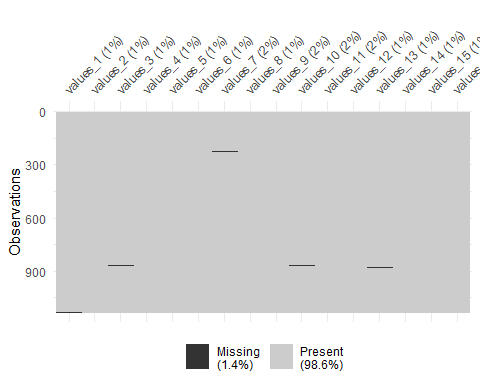 values_1 (1%)
values_2 (1%)
values_3 (1%)
values_4 (1%)
values_5 (1%)
values_6 (1%)
values_7 (2%)
values_8 (1%)
values_9 (2%)
values_10 (2%)
values_11 (2%)
values_12 (1%)
values_13 (1%)
values_14 (1%)
values_15 (1%
0
300
600
900
Observations
Missing
(1.4%)
Present
(98.6%)